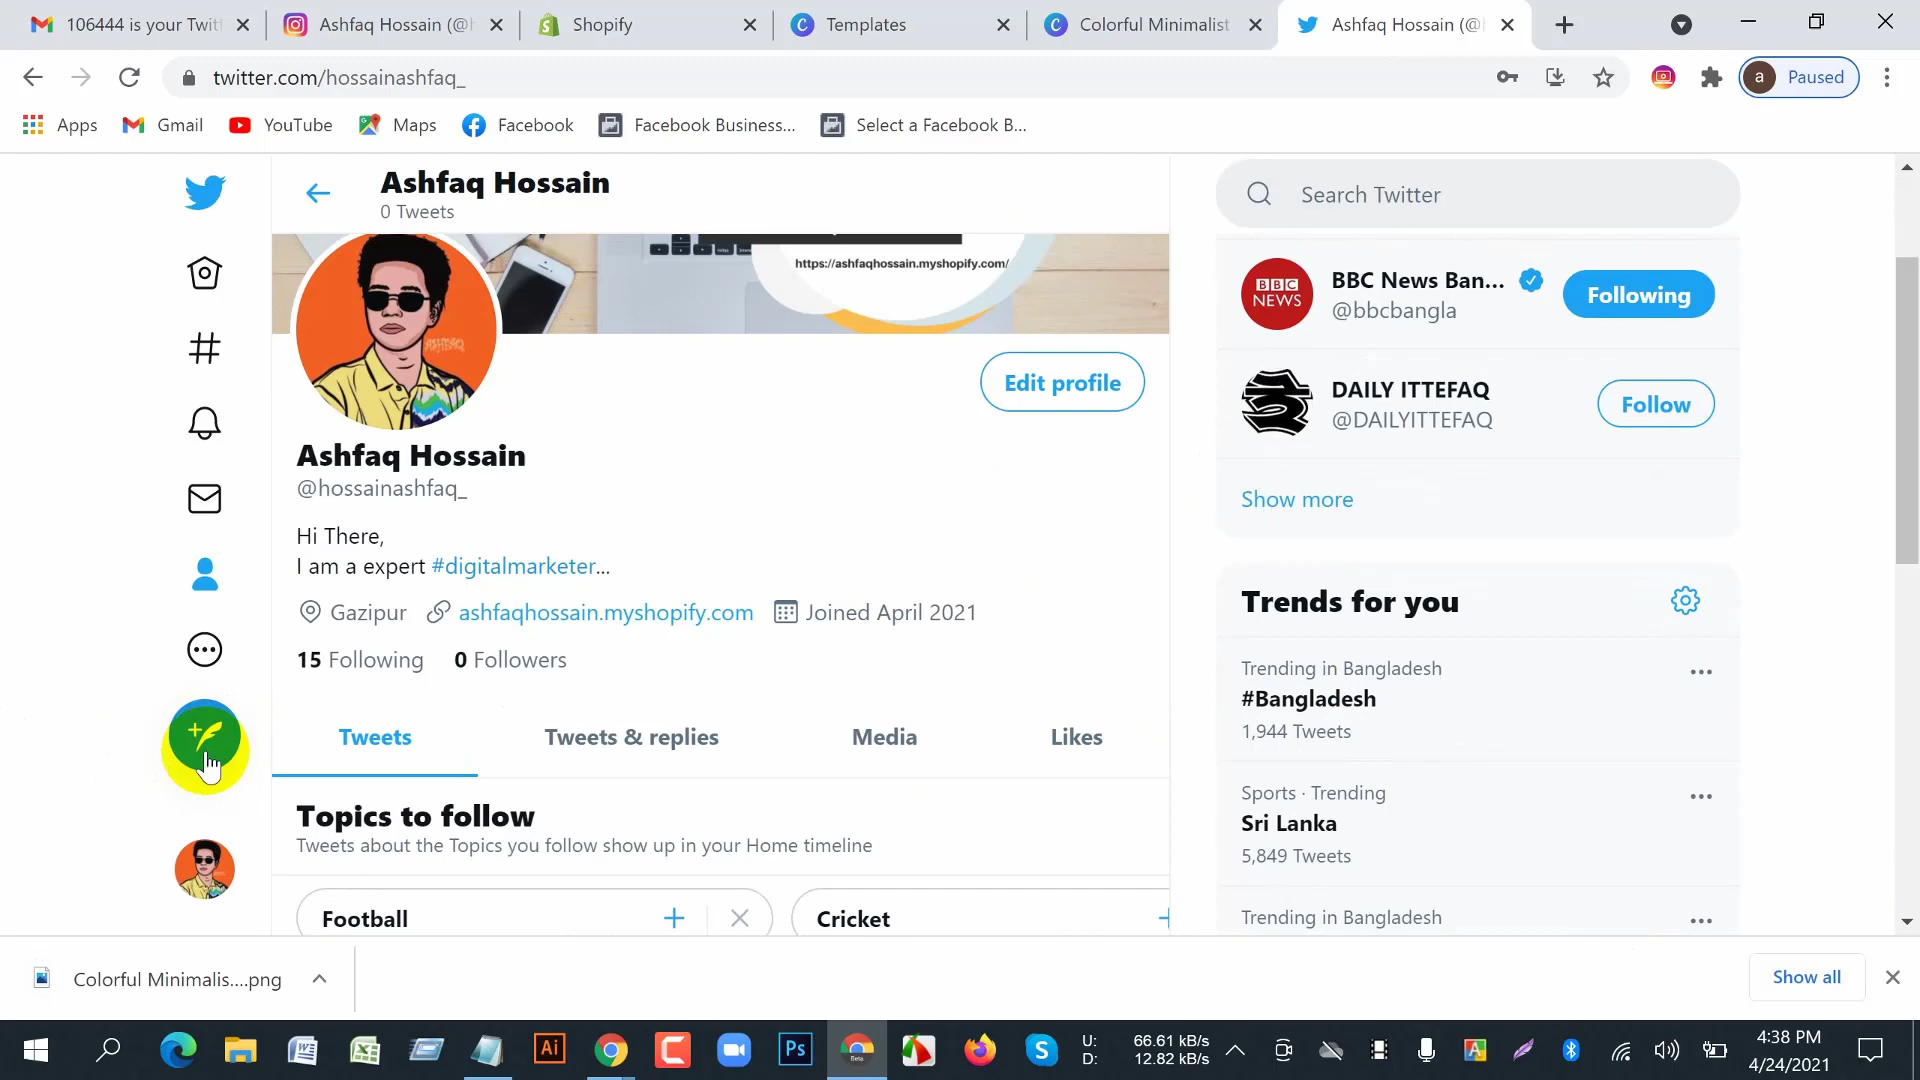 106444 is your Twit
Ashfaq Hossain (@h
Shopify
Templates
Colorful Minimalist
Ashfaq Hossain (@
twitter.com/hossainashfaq_
a Paused
Apps
Gmail
YouTube
Maps
Facebook
Facebook Business...
Select a Facebook B...
Ashfaq Hossain
0 Tweets
Search Twitter
https://ashfaqhossain.myshopify.com/
ASHFAQ
Edit profile
Ashfaq Hossain
@hossainashfaq_
Hi There,
I am a expert #digitalmarketer...
Gazipur ashfaqhossain.myshopify.com Joined April 2021
15 Following 0 Followers
Tweets Tweets & replies Media Likes
Topics to follow
Tweets about the Topics you follow show up in your Home timeline
Football
Cricket
BBC NEWS
BBC News Ban...
@bbcbangla
Following
DAILY ITTEFAQ
@DAILYITTEFAQ
Follow
Show more
Trends for you
Trending in Bangladesh
#Bangladesh
1,944 Tweets
Sports · Trending
Sri Lanka
5,849 Tweets
Trending in Bangladesh
Colorful Minimalis....png
Show all
Ai
Ps
Beta
U: 66.61 kB/s
D: 12.82 kB/s
4:38 PM
4/24/2021